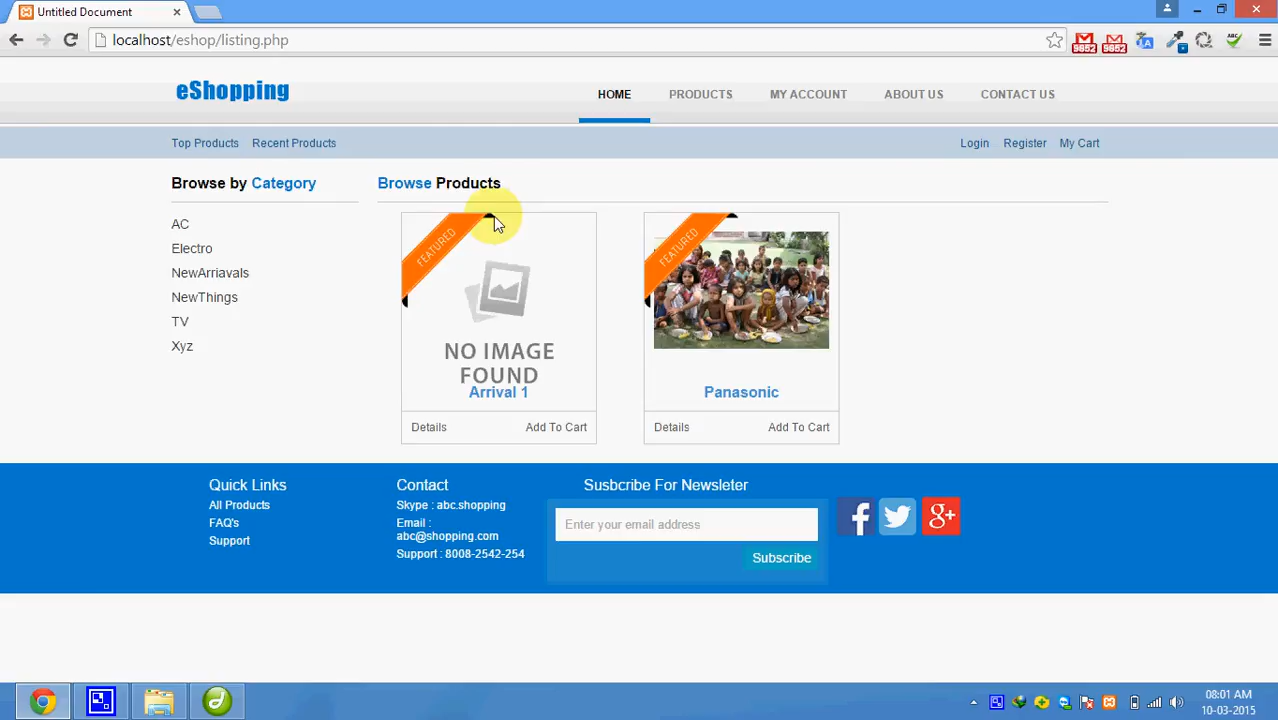 Untitled Document
localhost/eshop/listing.php
9852
9852
ABC
eShopping
HOME PRODUCTS MY ACCOUNT ABOUT US CONTACT US
Top Products Recent Products Login Register My Cart
Browse by Category
AC
Electro
NewArriavals
NewThings
TV
Xyz
Browse Products
FEATURED
NO IMAGE
FOUND
Arrival 1
Details Add To Cart
FEATURED
Panasonic
Details Add To Cart
Quick Links
All Products
FAQ's
Support
Contact
Skype : abc.shopping
Email :
abc@shopping.com
Support : 8008-2542-254
Susbcribe For Newsleter
Enter your email address
Subscribe
08:01 AM
10-03-2015